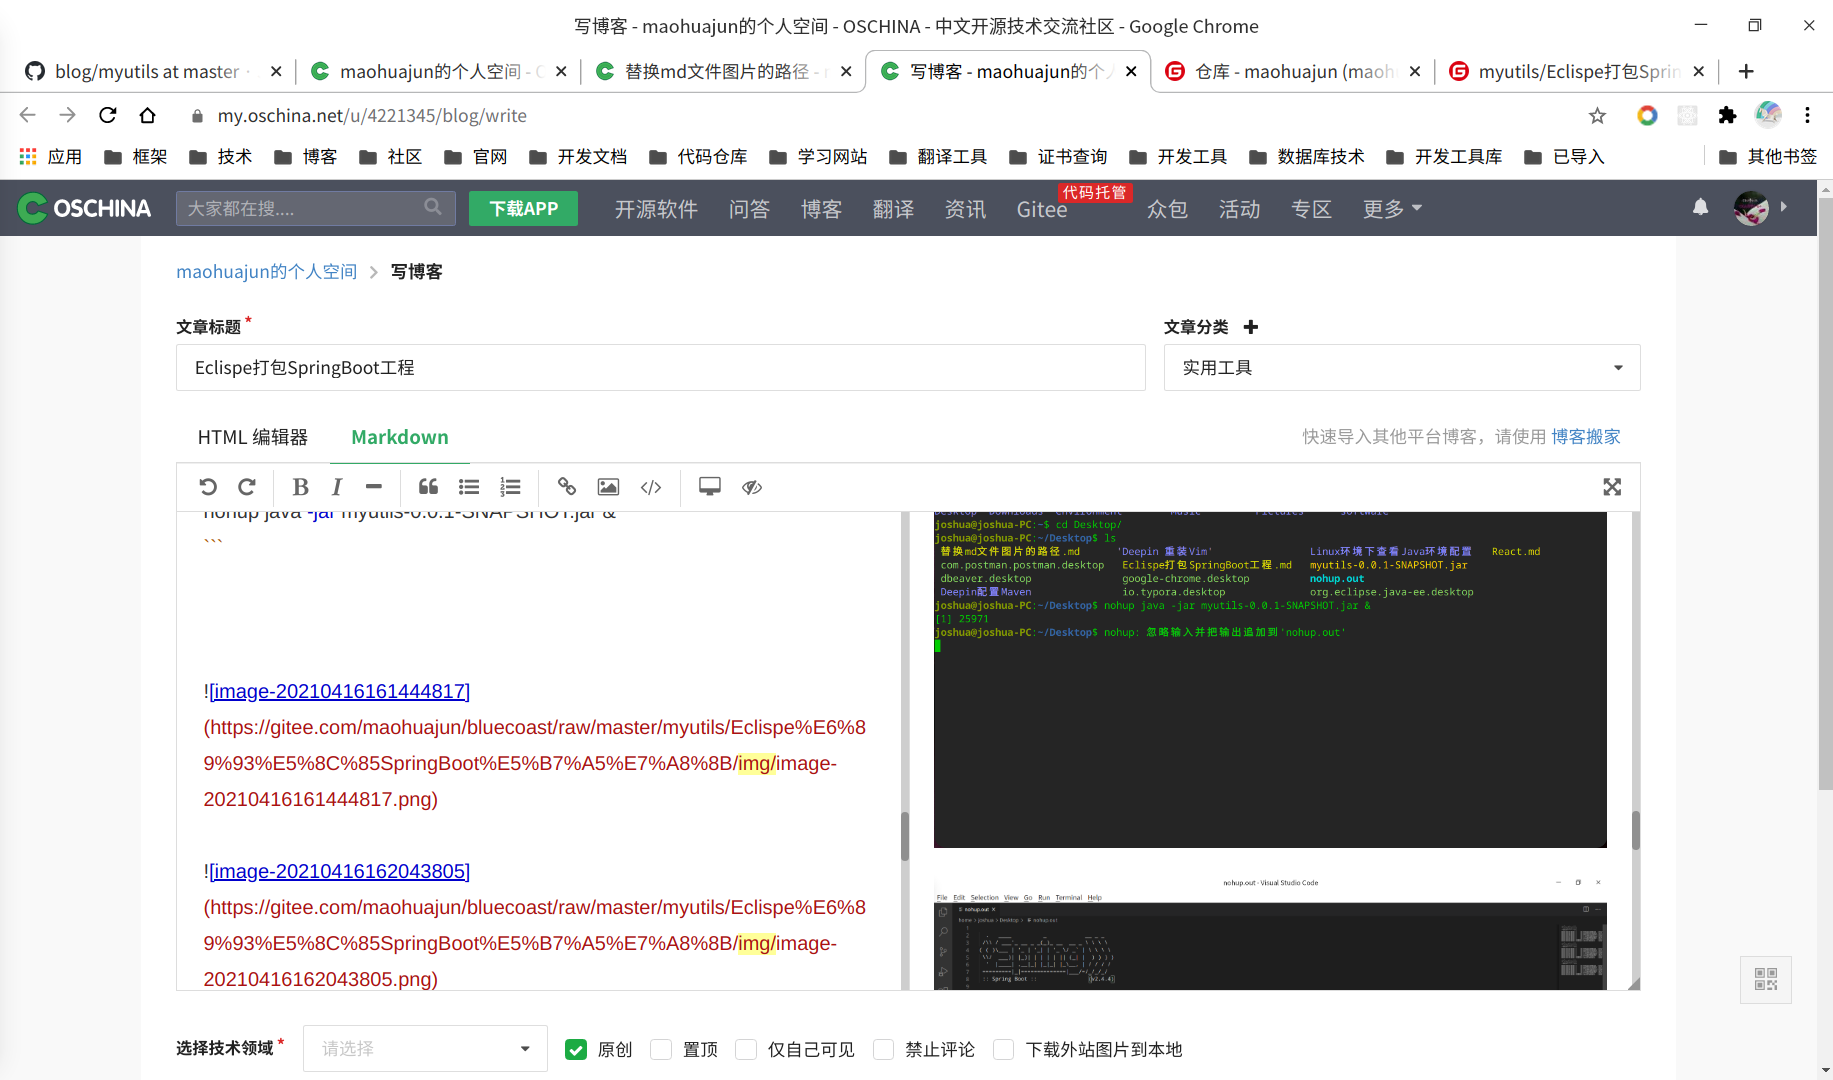 写博客 - maohuajun的个人空间 - OSCHINA - 中文开源技术交流社区 - Google Chrome
blog/myutils at master
maohuajun的个人空间 -
替换md文件图片的路径 -
写博客 - maohuajun的个
仓库 - maohuajun (maoh
myutils/Eclispe打包Sprin
my.oschina.net/u/4221345/blog/write
应用 框架 技术 博客 社区 官网 开发文档 代码仓库 学习网站 翻译工具 证书查询 开发工具 数据库技术 开发工具库 已导入 其他书签
OSCHINA 大家都在搜.... 下载APP 开源软件 问答 博客 翻译 资讯 Gitee 代码托管 众包 活动 专区 更多
maohuajun的个人空间 > 写博客
文章标题 *
文章分类
Eclispe打包SpringBoot工程
实用工具
HTML 编辑器 Markdown
快速导入其他平台博客，请使用 博客搬家
nohup java -jar myutils-0.0.1-SNAPSHOT.jar &
```
![image-20210416161444817]
(https://gitee.com/maohuajun/bluecoast/raw/master/myutils/Eclispe%E6%8
9%93%E5%8C%85SpringBoot%E5%B7%A5%E7%A8%8B/img/image-
20210416161444817.png)
![image-20210416162043805]
(https://gitee.com/maohuajun/bluecoast/raw/master/myutils/Eclispe%E6%8
9%93%E5%8C%85SpringBoot%E5%B7%A5%E7%A8%8B/img/image-
20210416162043805.png)
Desktop Downloads Environment Music Pictures Software
joshua@joshua-PC:~$ cd Desktop/
joshua@joshua-PC:~/Desktop$ ls
替换md文件图片的路径.md 'Deepin 重装Vim' Linux环境下查看Java环境配置 React.md
com.postman.postman.desktop Eclispe打包SpringBoot工程.md myutils-0.0.1-SNAPSHOT.jar
dbeaver.desktop google-chrome.desktop nohup.out
Deepin配置Maven io.typora.desktop org.eclipse.java-ee.desktop
joshua@joshua-PC:~/Desktop$ nohup java -jar myutils-0.0.1-SNAPSHOT.jar &
[1] 25971
joshua@joshua-PC:~/Desktop$ nohup: 忽略输入并把输出追加到'nohup.out'
nohup.out - Visual Studio Code
File Edit Selection View Go Run Terminal Help
nohup.out
home > joshua > Desktop > nohup.out
:: Spring Boot :: (v2.4.4)
选择技术领域 * 请选择 原创 置顶 仅自己可见 禁止评论 下载外站图片到本地